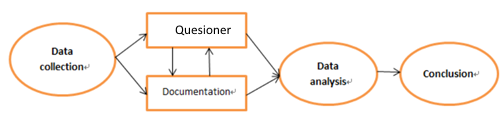 Data
collection
Quesioner
Documentation
Data
analysis
Conclusion